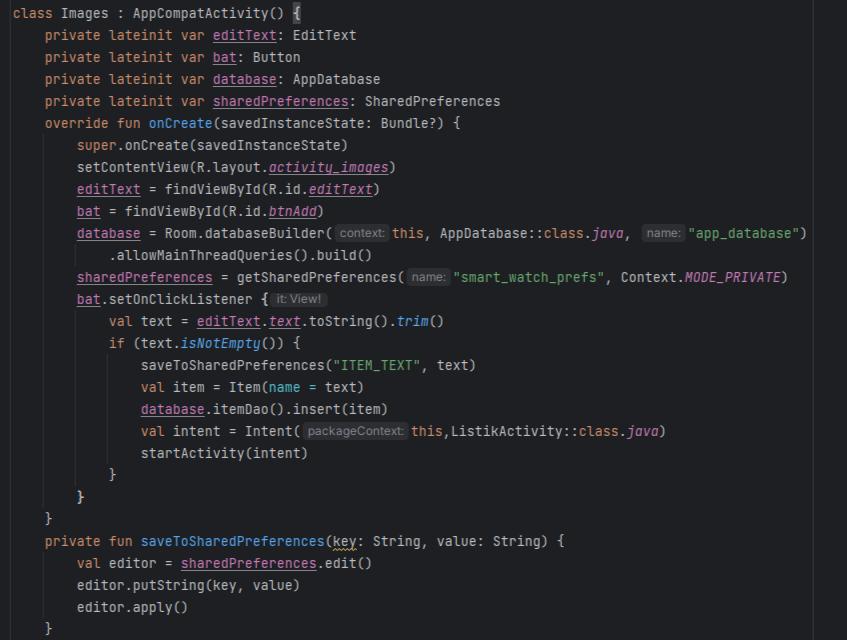 class Images : AppCompatActivity() {
    private lateinit var editText: EditText
    private lateinit var bat: Button
    private lateinit var database: AppDatabase
    private lateinit var sharedPreferences: SharedPreferences
    override fun onCreate(savedInstanceState: Bundle?) {
        super.onCreate(savedInstanceState)
        setContentView(R.layout.activity_images)
        editText = findViewById(R.id.editText)
        bat = findViewById(R.id.btnAdd)
        database = Room.databaseBuilder( context: this, AppDatabase::class.java, name: "app_database")
            .allowMainThreadQueries().build()
        sharedPreferences = getSharedPreferences( name: "smart_watch_prefs", Context.MODE_PRIVATE)
        bat.setOnClickListener { it: View!
            val text = editText.text.toString().trim()
            if (text.isNotEmpty()) {
                saveToSharedPreferences("ITEM_TEXT", text)
                val item = Item(name = text)
                database.itemDao().insert(item)
                val intent = Intent( packageContext: this,ListikActivity::class.java)
                startActivity(intent)
            }
        }
    }
    private fun saveToSharedPreferences(key: String, value: String) {
        val editor = sharedPreferences.edit()
        editor.putString(key, value)
        editor.apply()
    }